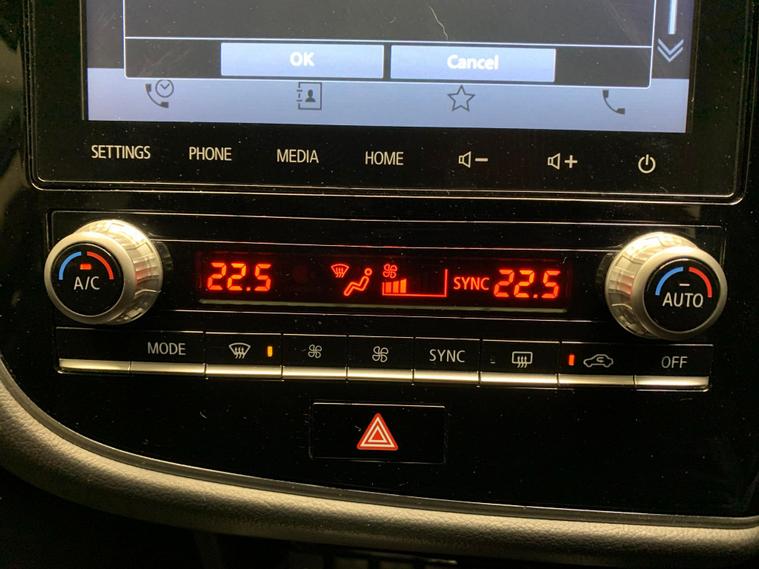 OK Cancel
SETTINGS PHONE MEDIA HOME
22.5 SYNC 22.5
A/C AUTO
MODE SYNC OFF